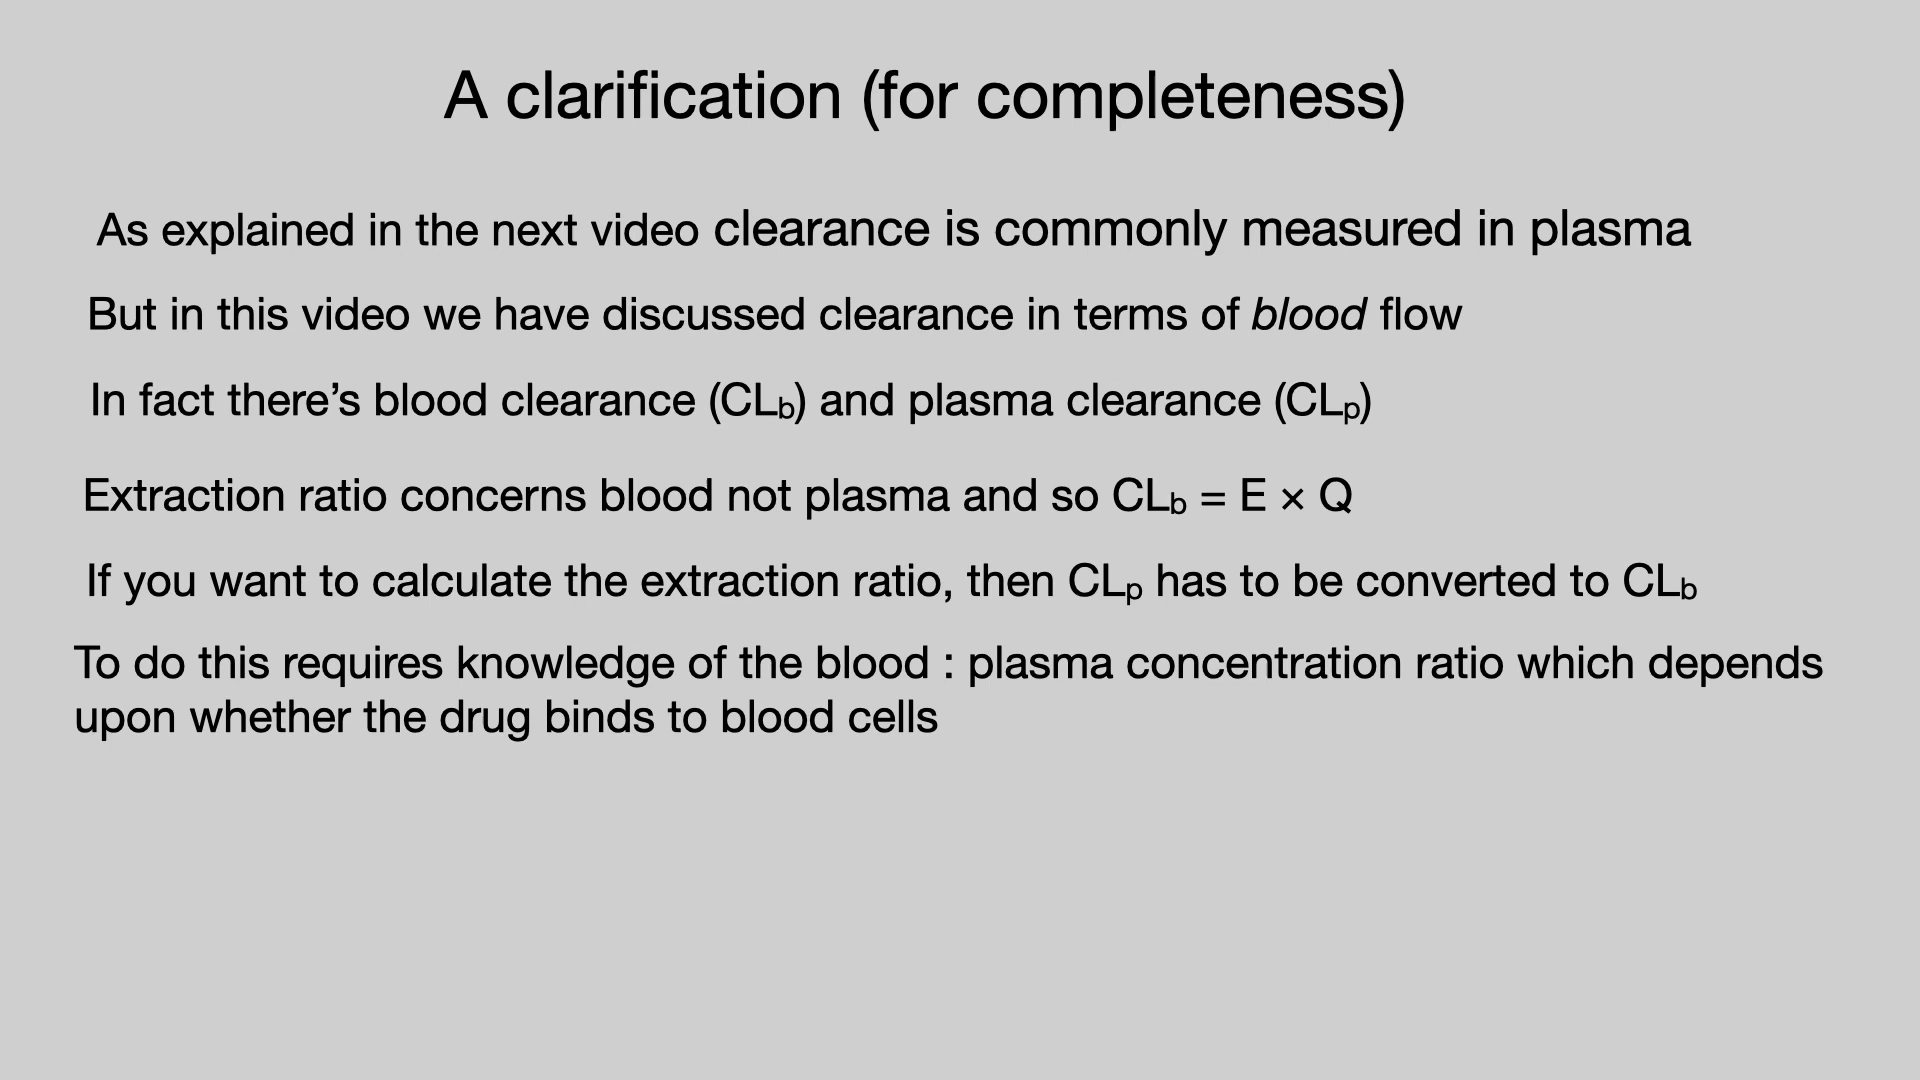 A clarification (for completeness)
As explained in the next video clearance is commonly measured in plasma
But in this video we have discussed clearance in terms of blood flow
In fact there’s blood clearance (CLb) and plasma clearance (CLp)
Extraction ratio concerns blood not plasma and so CLb = E × Q
If you want to calculate the extraction ratio, then CLp has to be converted to CLb
To do this requires knowledge of the blood : plasma concentration ratio which depends
upon whether the drug binds to blood cells